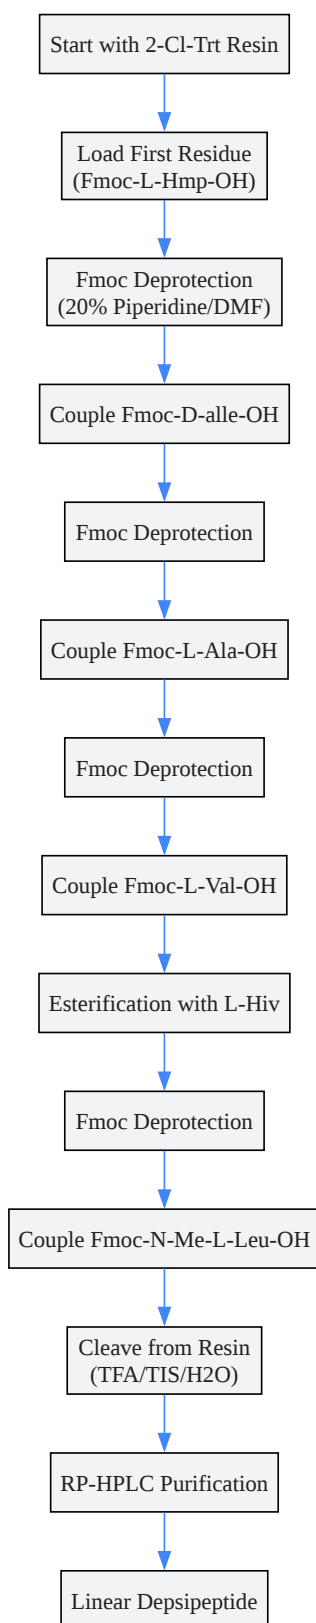 Start with 2-Cl-Trt Resin
Load First Residue
(Fmoc-L-Hmp-OH)
Fmoc Deprotection
(20% Piperidine/DMF)
Couple Fmoc-D-alle-OH
Fmoc Deprotection
Couple Fmoc-L-Ala-OH
Fmoc Deprotection
Couple Fmoc-L-Val-OH
Esterification with L-Hiv
Fmoc Deprotection
Couple Fmoc-N-Me-L-Leu-OH
Cleave from Resin
(TFA/TIS/H2O)
RP-HPLC Purification
Linear Depsipeptide